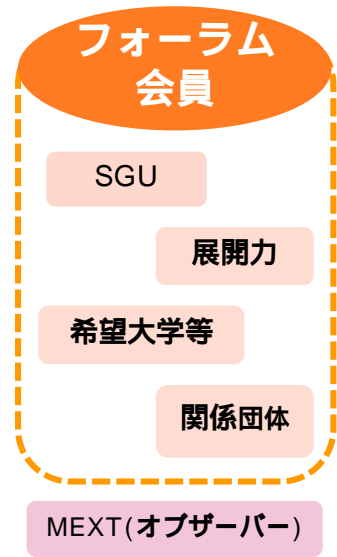 フォーラム
会員
SGU
展開力
希望大学等
関係団体
MEXT(オブザーバー)